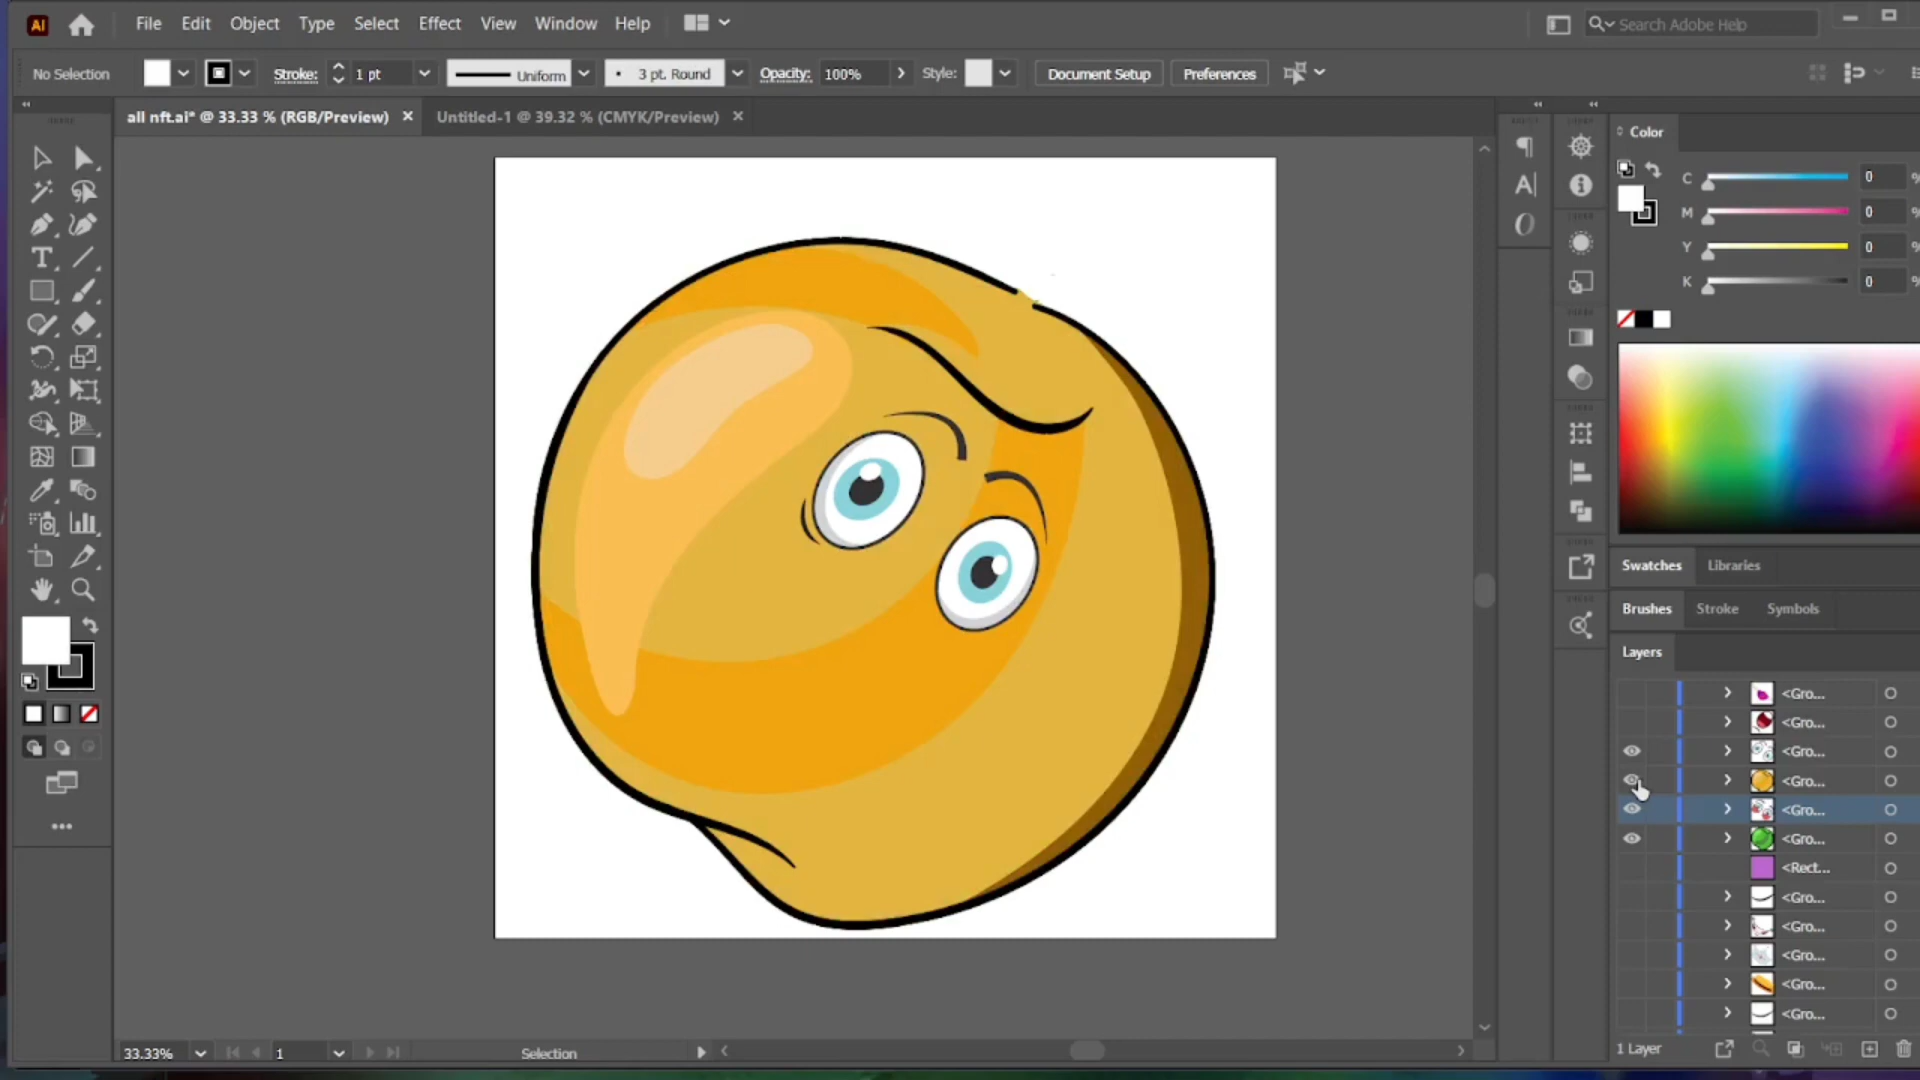 Ai File Edit Object Type Select Effect View Window Help Search Adobe Help
No Selection Stroke: 1 pt Uniform 3 pt. Round Opacity: 100% Style: Document Setup Preferences
all nft.ai* @ 33.33 % (RGB/Preview) × Untitled-1 @ 39.32 % (CMYK/Preview) ×
Color
C 0 %
M 0 %
Y 0 %
K 0 %
Swatches Libraries
Brushes Stroke Symbols
Layers
<Gro...
<Gro...
<Gro...
<Gro...
<Gro...
<Gro...
<Rect...
<Gro...
<Gro...
<Gro...
<Gro...
<Gro...
33.33% 1 Selection 1 Layer